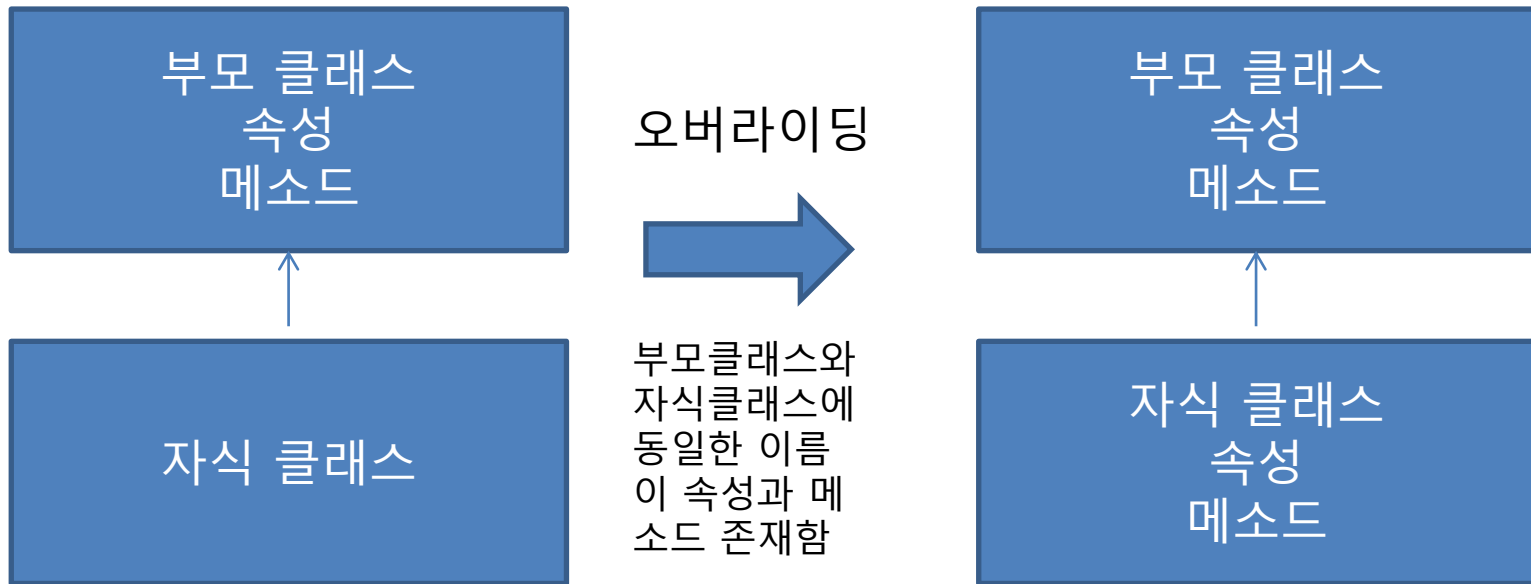 부모 클래스
속성
메소드
오버라이딩
부모클래스와
자식클래스에
동일한 이름
이 속성과 메
소드 존재함
자식 클래스
부모 클래스
속성
메소드
자식 클래스
속성
메소드